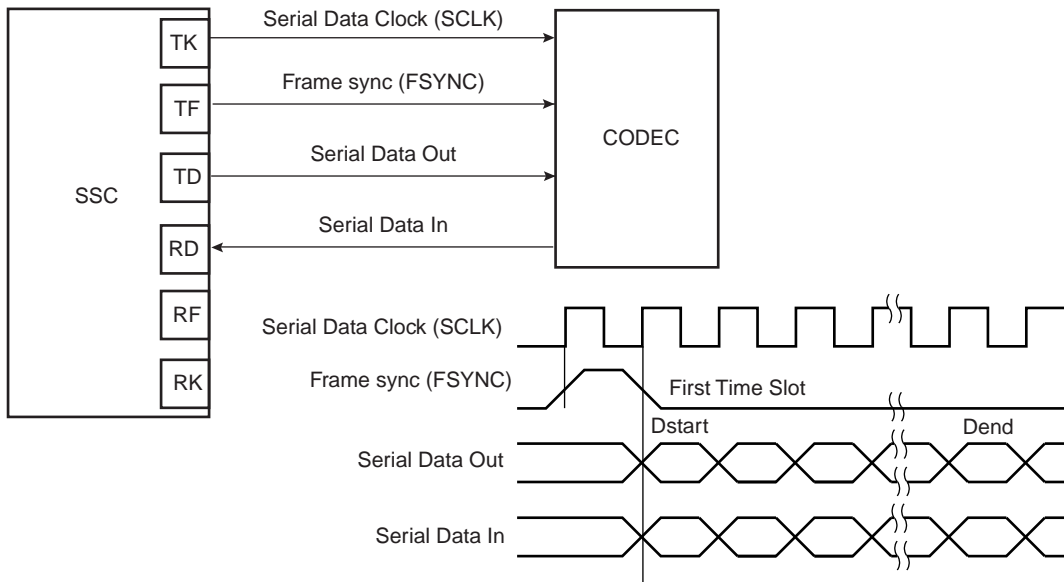 Serial Data Clock (SCLK)
TK
Frame sync (FSYNC)
TF
CODEC
Serial Data Out
TD
SSC
Serial Data In
RD
RF
Serial Data Clock (SCLK)
RK
Frame sync (FSYNC)
First Time Slot
Dstart
Dend
Serial Data Out
Serial Data In